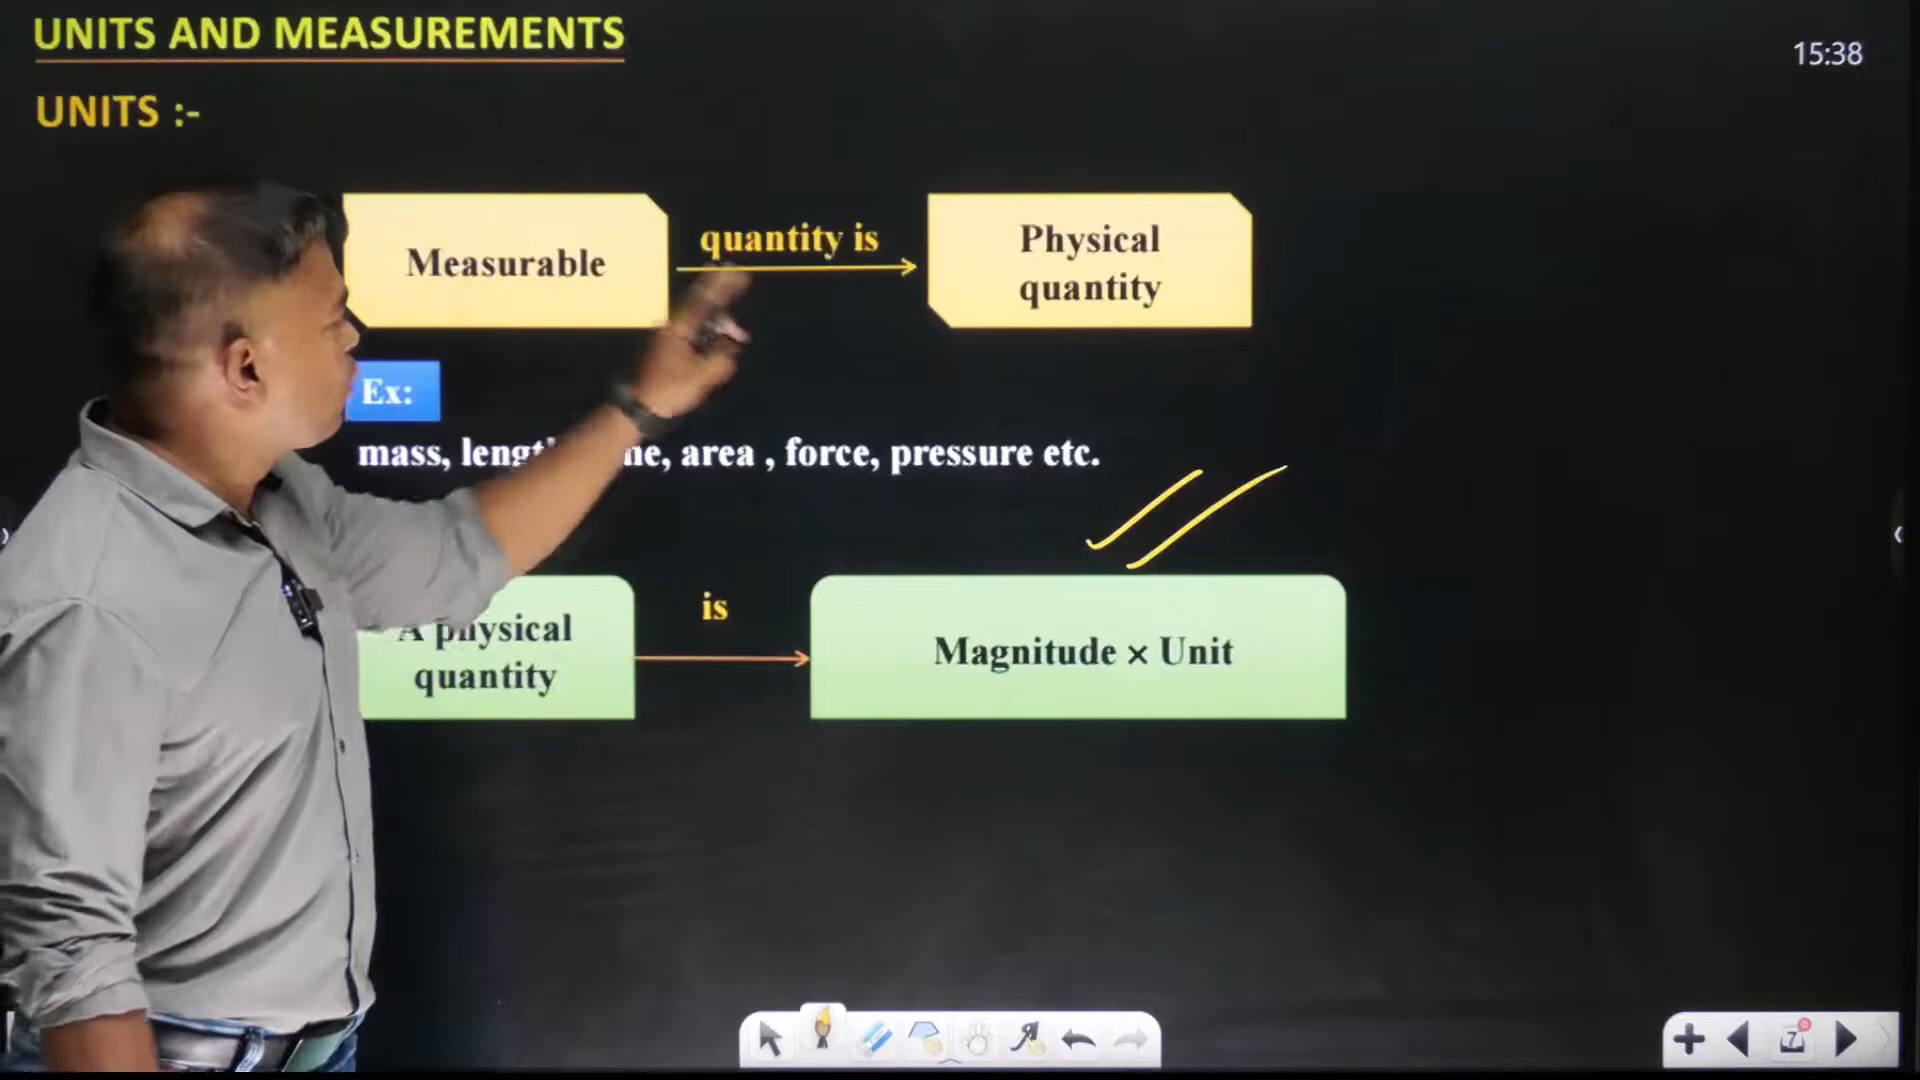 UNITS AND MEASUREMENTS
15:38
UNITS :-
Measurable
quantity is
Physical
quantity
Ex:
mass, area , force, pressure etc.
A physical
quantity
is
Magnitude × Unit
7